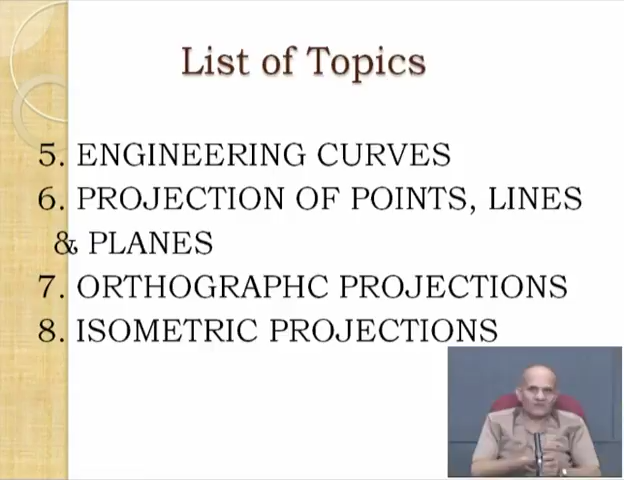 List of Topics
5. ENGINEERING CURVES
6. PROJECTION OF POINTS, LINES
& PLANES
7. ORTHOGRAPHC PROJECTIONS
8. ISOMETRIC PROJECTIONS